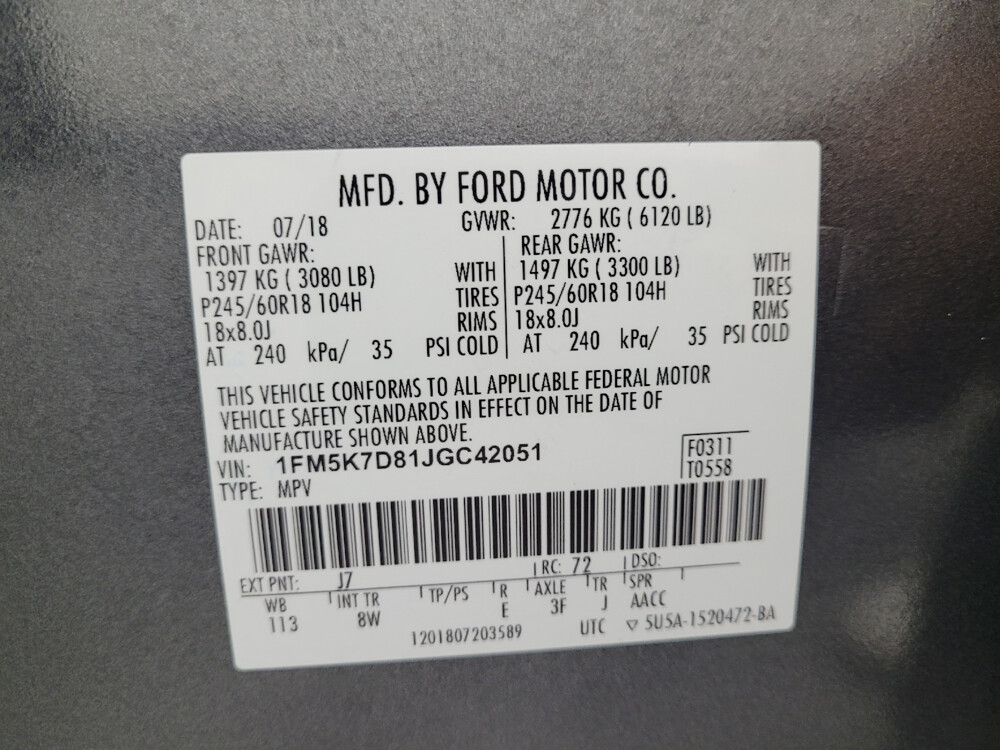 MFD. BY FORD MOTOR CO.
DATE: 07/18 GVWR: 2776 KG ( 6120 LB)
FRONT GAWR: REAR GAWR:
1397 KG ( 3080 LB) WITH 1497 KG ( 3300 LB) WITH
P245/60R18 104H TIRES P245/60R18 104H TIRES
18x8.0J RIMS 18x8.0J RIMS
AT 240 kPa/ 35 PSI COLD AT 240 kPa/ 35 PSI COLD
THIS VEHICLE CONFORMS TO ALL APPLICABLE FEDERAL MOTOR
VEHICLE SAFETY STANDARDS IN EFFECT ON THE DATE OF
MANUFACTURE SHOWN ABOVE.
VIN: 1FM5K7D81JGC42051 F0311
TYPE: MPV T0558
EXT PNT: J7 RC: 72 DSO:
WB INT TR TP/PS R AXLE TR SPR
113 8W E 3F J AACC
1201807203589 UTC ▽ 5U5A-1520472-BA